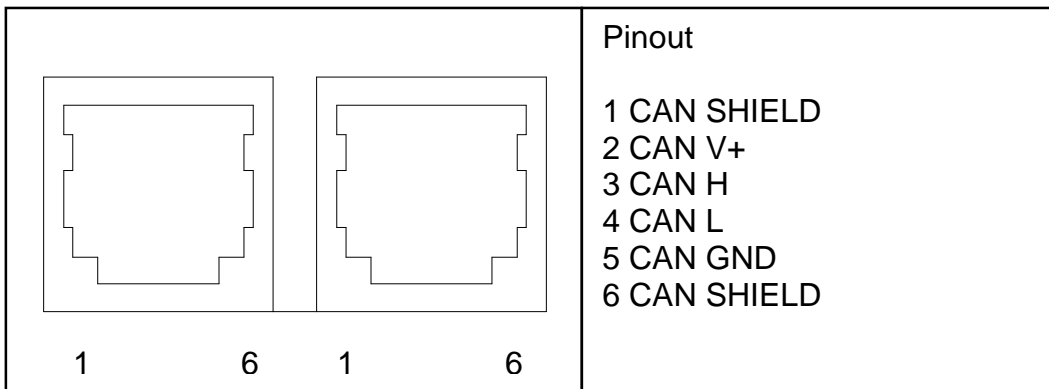 Pinout
1 CAN SHIELD
2 CAN V+
3 CAN H
4 CAN L
5 CAN GND
6 CAN SHIELD
1 6 1 6